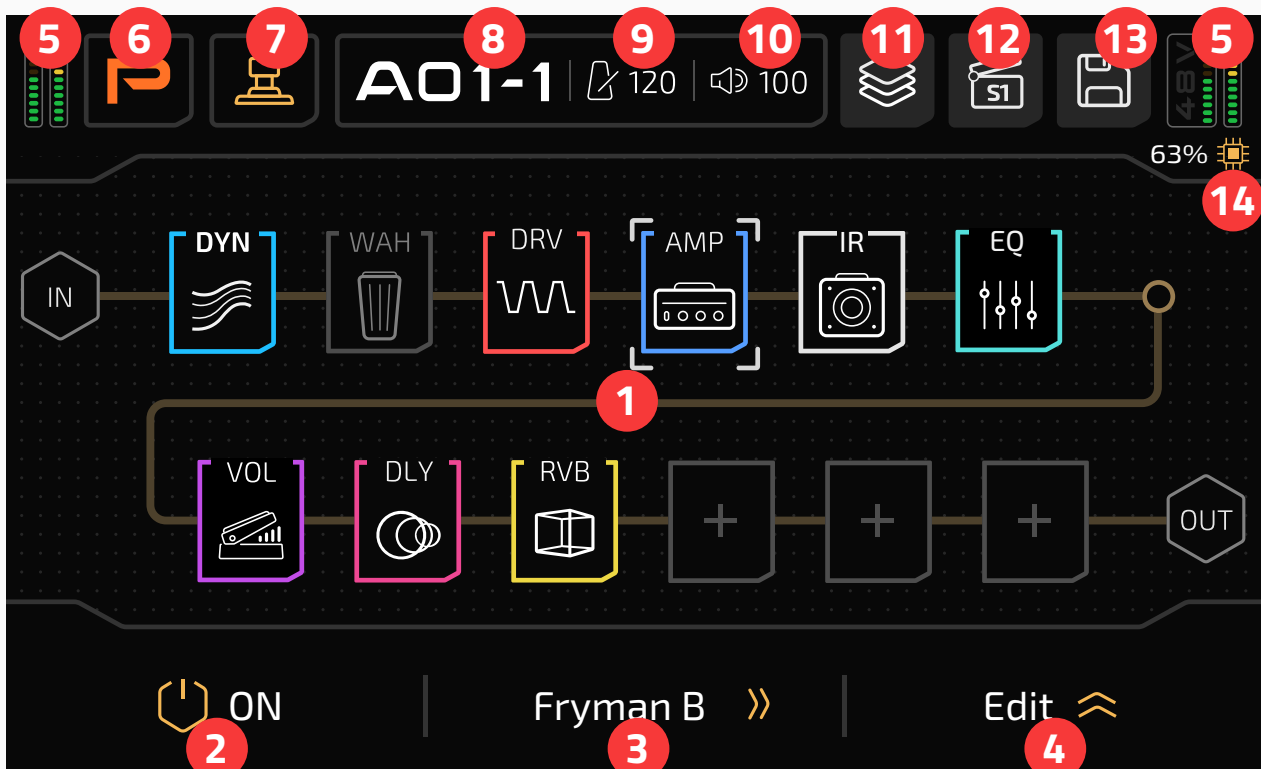 5 6 7 8 9 10 11 12 13 5
A01-1 120 100 S1 48V
63%
14
DYN WAH DRV AMP IR EQ
IN
1
VOL DLY RVB + + +
OUT
ON Fryman B Edit
2 3 4